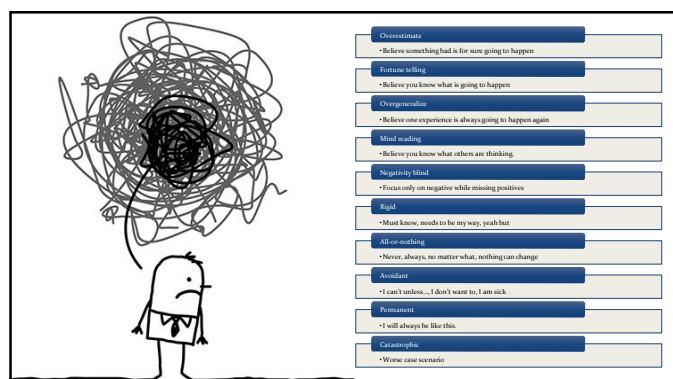 Overestimate
• Believe something bad is for sure going to happen
Fortune telling
• Believe you know what is going to happen
Overgeneralize
• Believe one experience is always going to happen again
Mind reading
• Believe you know what others are thinking.
Negativity blind
• Focus only on negative while missing positives
Rigid
• Must know, needs to be my way, yeah but
All-or-nothing
• Never, always, no matter what, nothing can change
Avoidant
• I can't unless..., I don't want to, I am sick
Permanent
• I will always be like this.
Catastrophic
• Worse case scenario